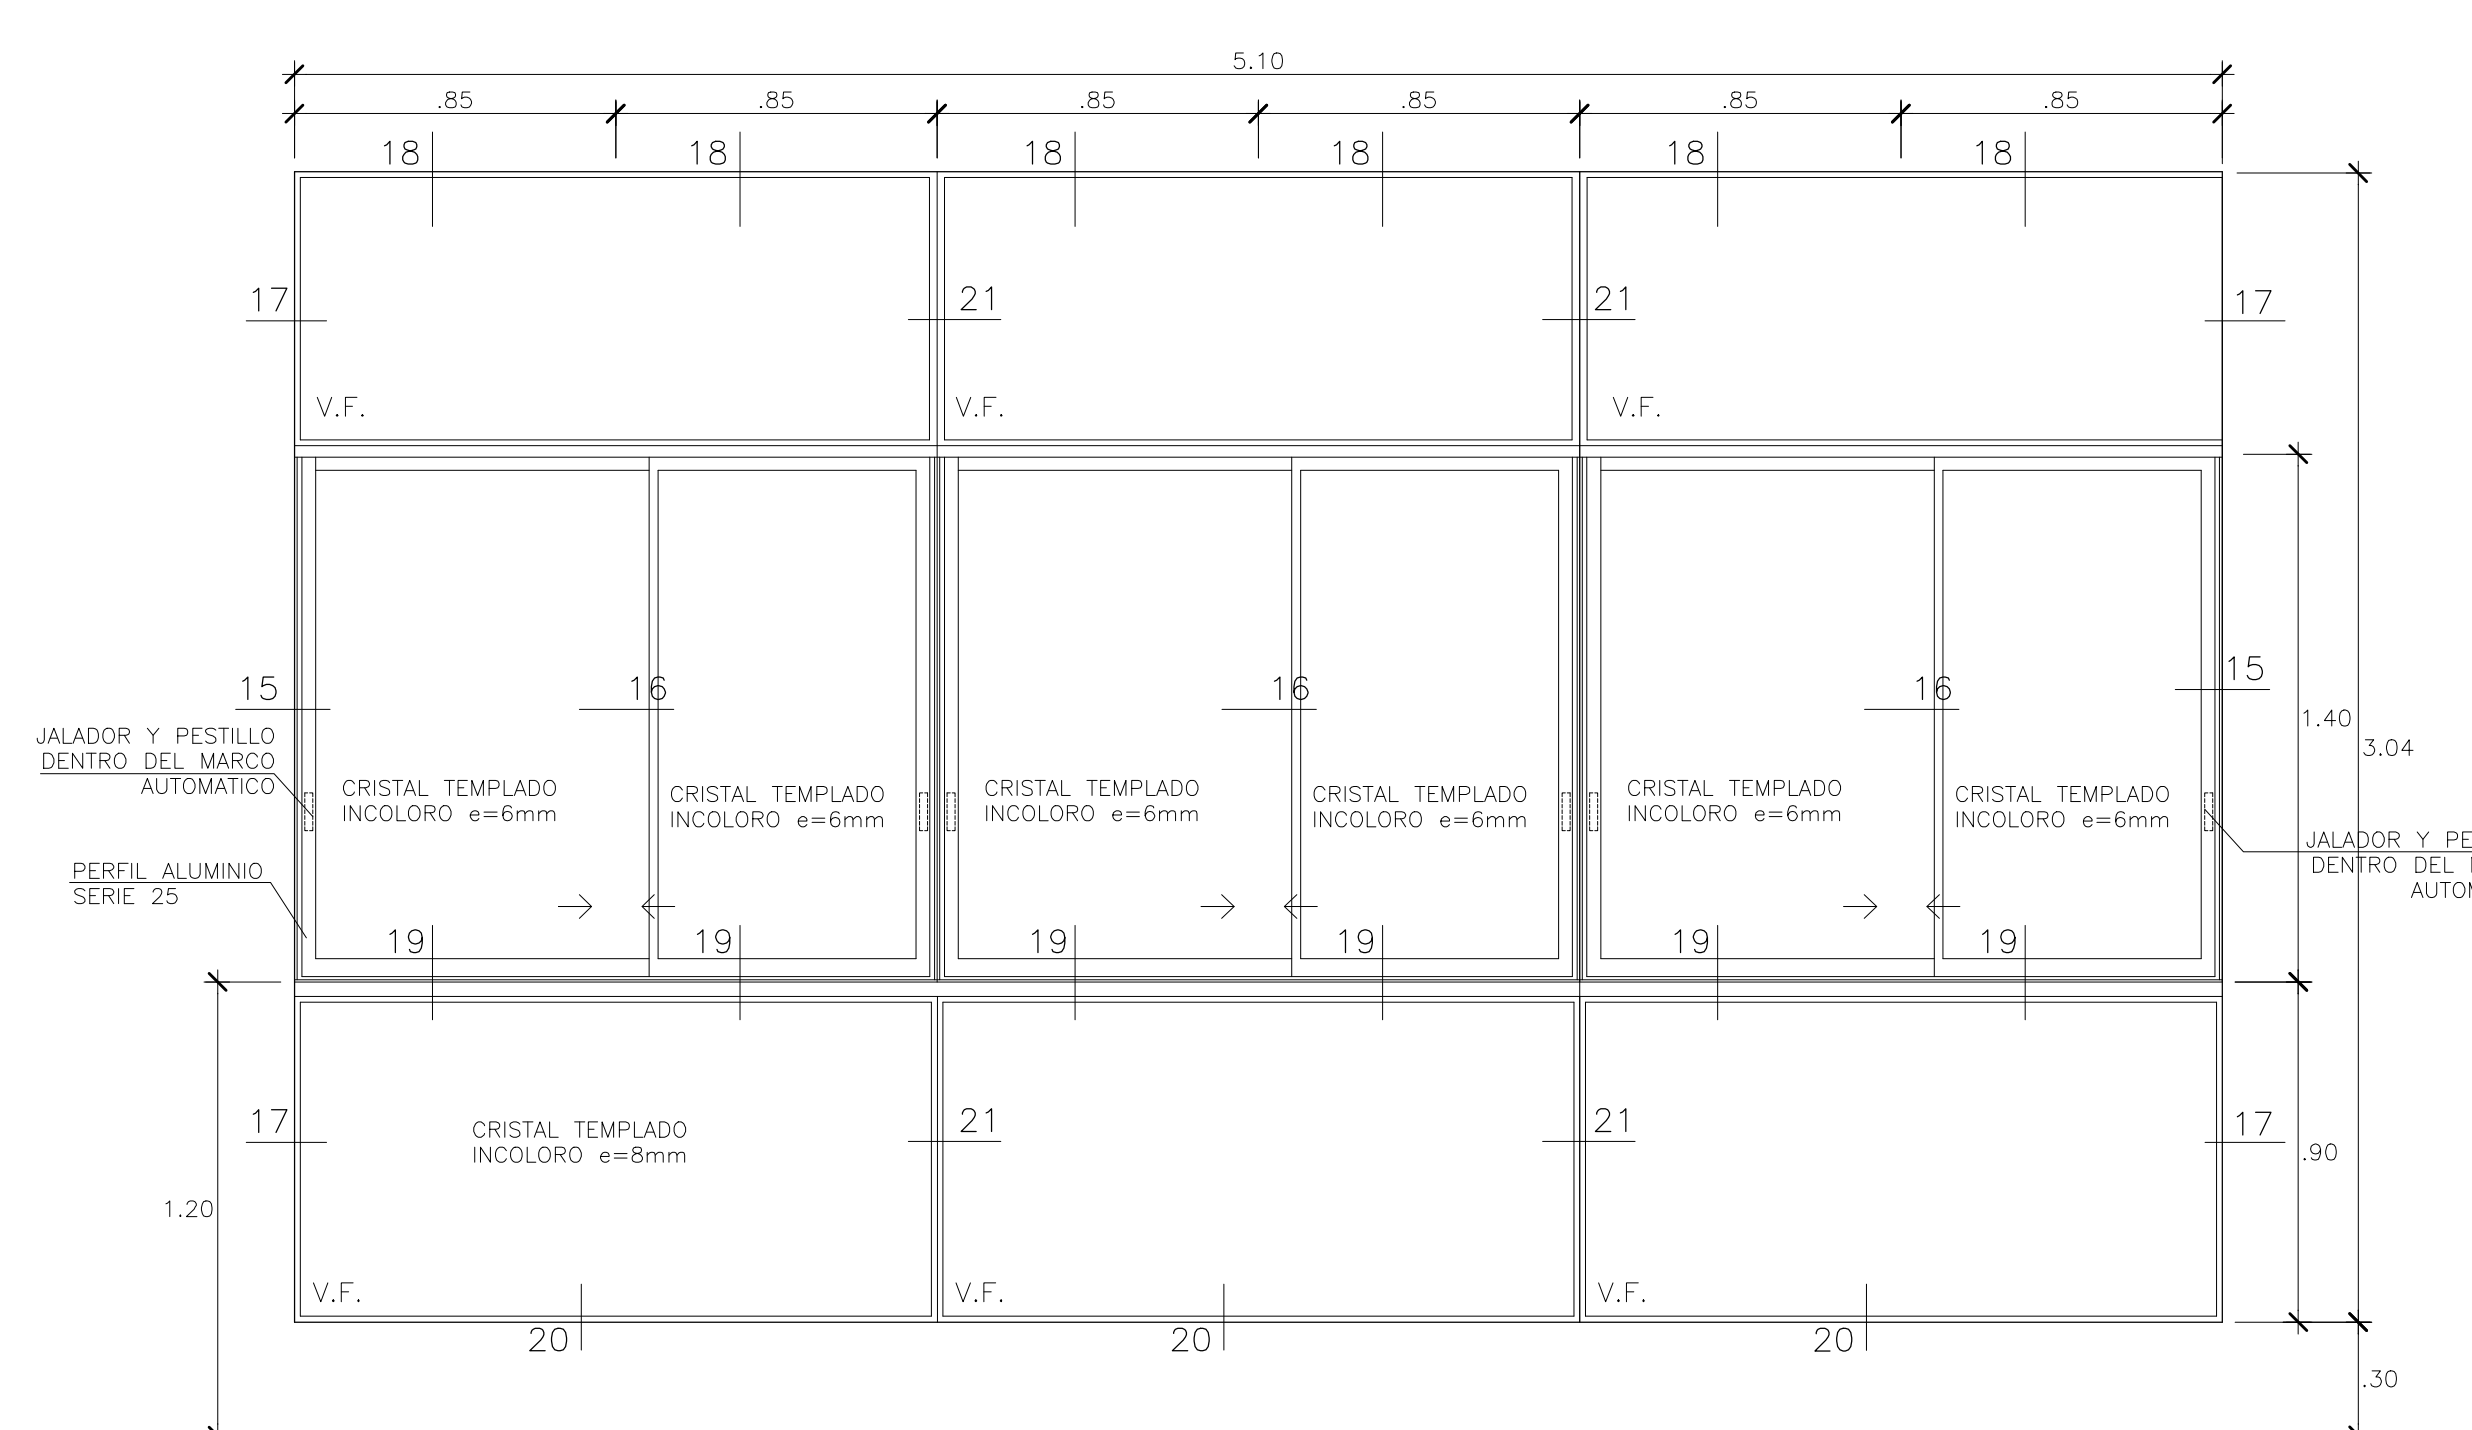 5.10
.85 .85 .85 .85 .85 .85
18 18 18 18 18 18
17 21 21 17
V.F. V.F. V.F.
15 16 16 16 15
1.40
3.04
JALADOR Y PESTILLO
DENTRO DEL MARCO
AUTOMATICO
CRISTAL TEMPLADO
INCOLORO e=6mm
CRISTAL TEMPLADO
INCOLORO e=6mm
CRISTAL TEMPLADO
INCOLORO e=6mm
CRISTAL TEMPLADO
INCOLORO e=6mm
CRISTAL TEMPLADO
INCOLORO e=6mm
CRISTAL TEMPLADO
INCOLORO e=6mm
JALADOR Y
DENTRO DEL
PERFIL ALUMINIO
SERIE 25
19 19 19 19 19 19
17 21 21 17
CRISTAL TEMPLADO
INCOLORO e=8mm
.90
1.20
V.F. V.F. V.F.
20 20 20
.30